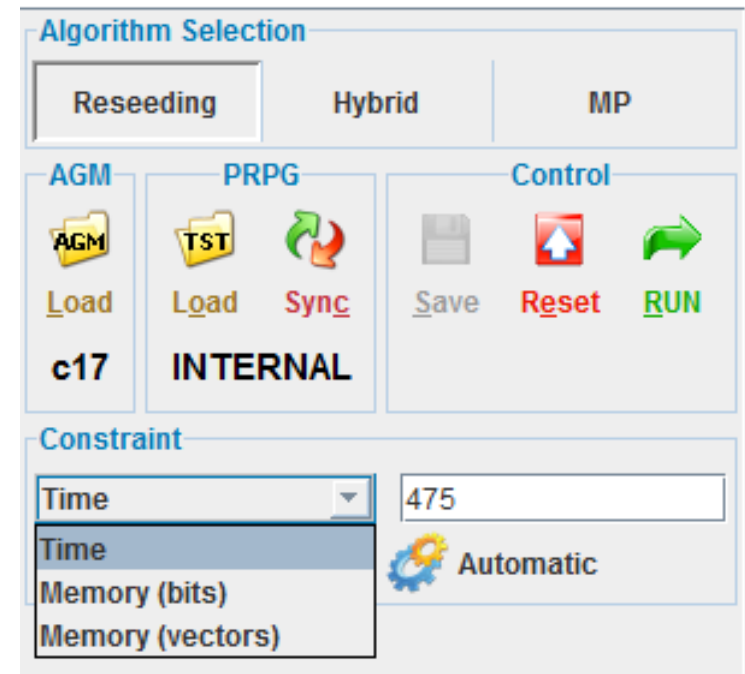 Algorithm Selection
Reseeding Hybrid MP
AGM PRPG Control
AGM TST
Load Load Sync Save Reset RUN
c17 INTERNAL
Constraint
Time 475
Time
Automatic
Memory (bits)
Memory (vectors)